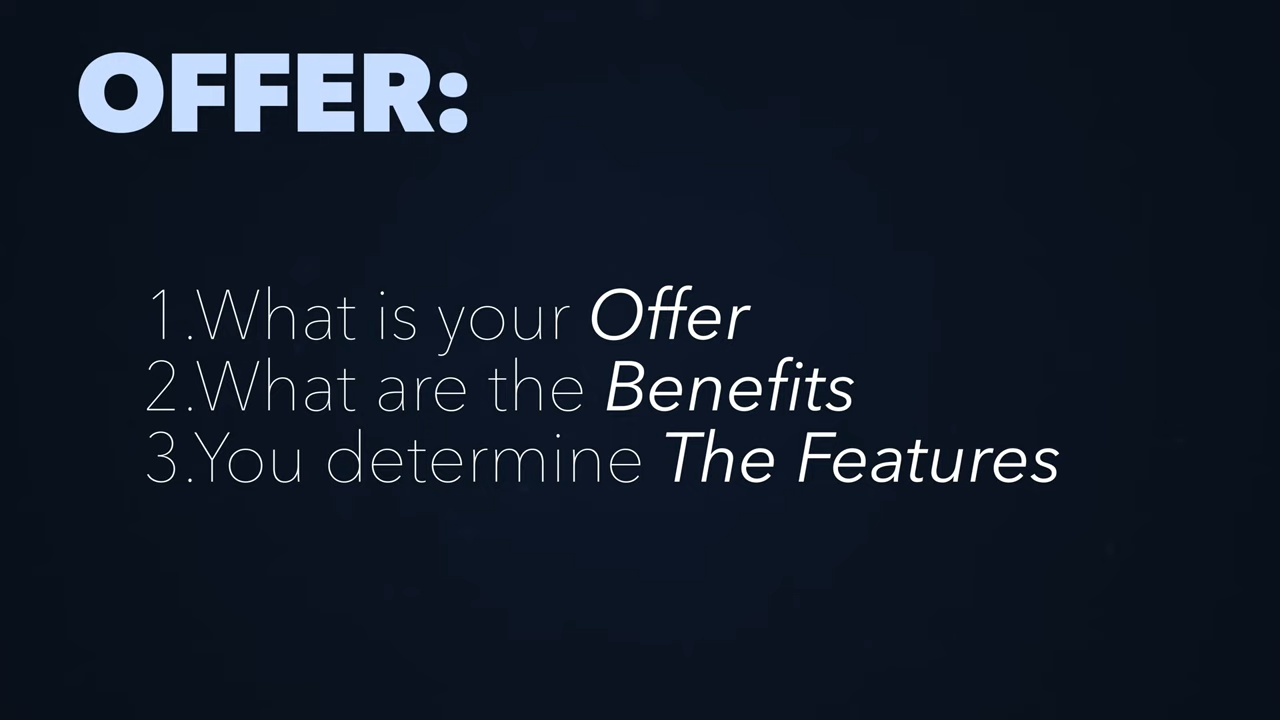 OFFER:
1.What is your Offer
2.What are the Benefits
3.You determine The Features